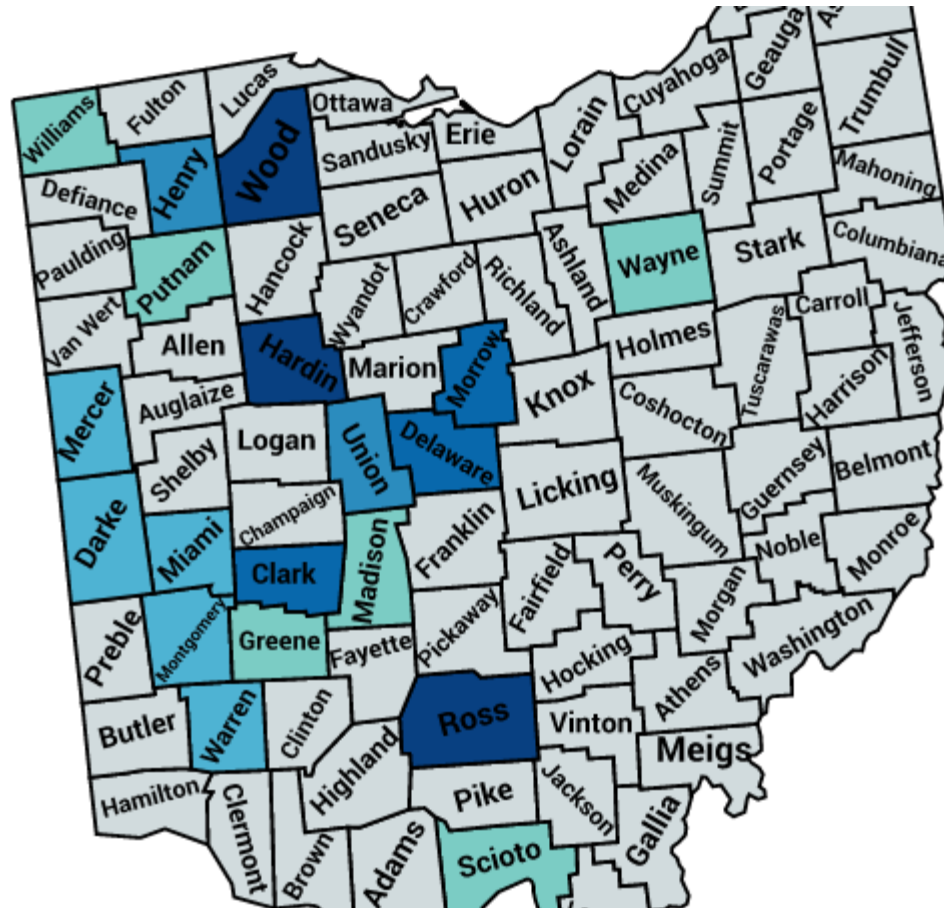 As
Geauga
Cuyahoga
Trumbull
Williams
Fulton
Lucas
Ottawa
Erie
Lorain
Medina
Summit
Portage
Mahoning
Defiance
Henry
Wood
Sandusky
Seneca
Huron
Ashland
Wayne
Stark
Columbiana
Paulding
Putnam
Hancock
Wyandot
Crawford
Richland
Van Wert
Allen
Hardin
Marion
Morrow
Knox
Holmes
Tuscarawas
Carroll
Jefferson
Harrison
Mercer
Auglaize
Shelby
Logan
Union
Delaware
Coshocton
Licking
Muskingum
Guernsey
Belmont
Darke
Miami
Champaign
Clark
Madison
Franklin
Fairfield
Perry
Morgan
Noble
Monroe
Preble
Montgomery
Greene
Fayette
Pickaway
Hocking
Athens
Washington
Butler
Warren
Clinton
Highland
Ross
Vinton
Meigs
Hamilton
Clermont
Brown
Adams
Pike
Jackson
Gallia
Scioto